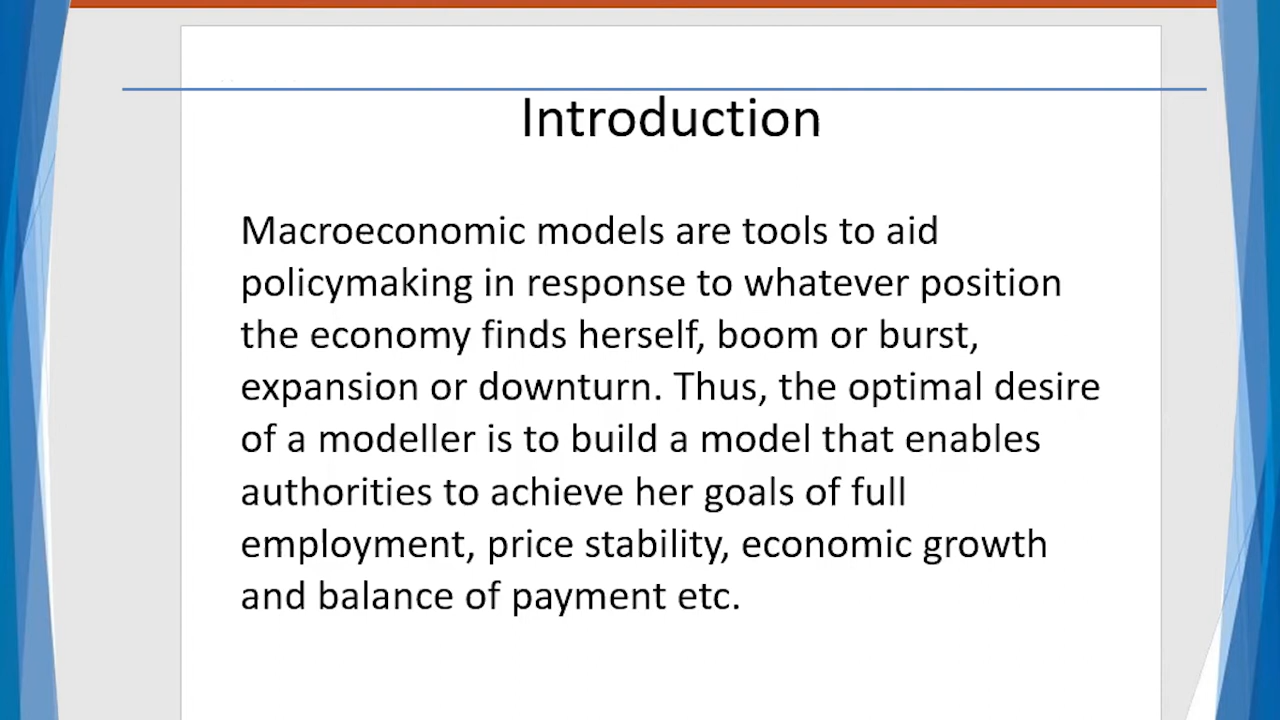 Introduction
Macroeconomic models are tools to aid
policymaking in response to whatever position
the economy finds herself, boom or burst,
expansion or downturn. Thus, the optimal desire
of a modeller is to build a model that enables
authorities to achieve her goals of full
employment, price stability, economic growth
and balance of payment etc.